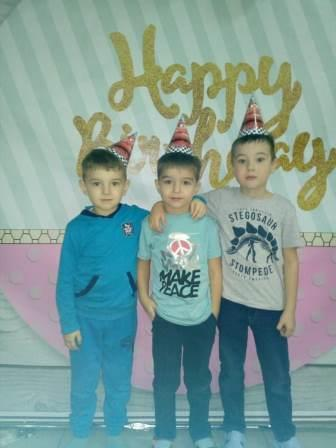 Happy
Birthday
MAKE
PEACE
STEGOSAUR
STOMPEDE